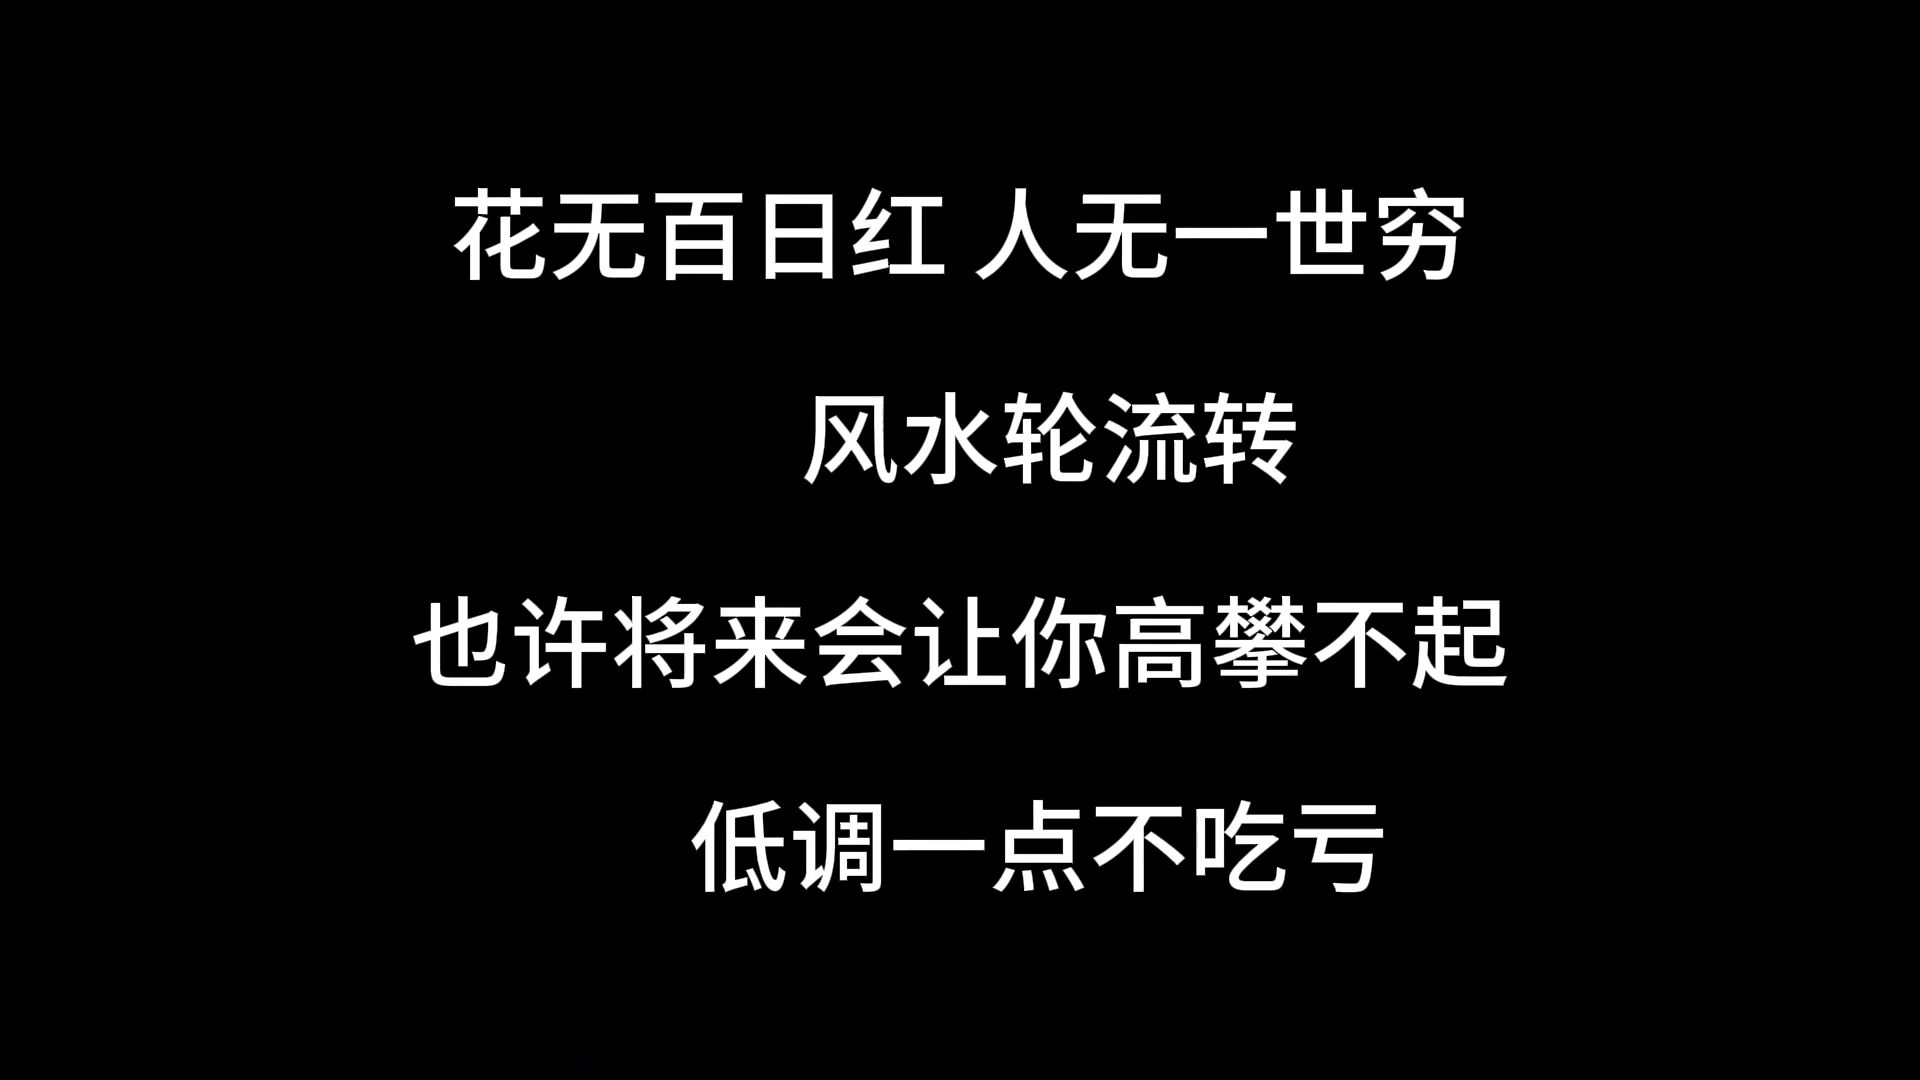 花无百日红 人无一世穷
风水轮流转
也许将来会让你高攀不起
低调一点不吃亏